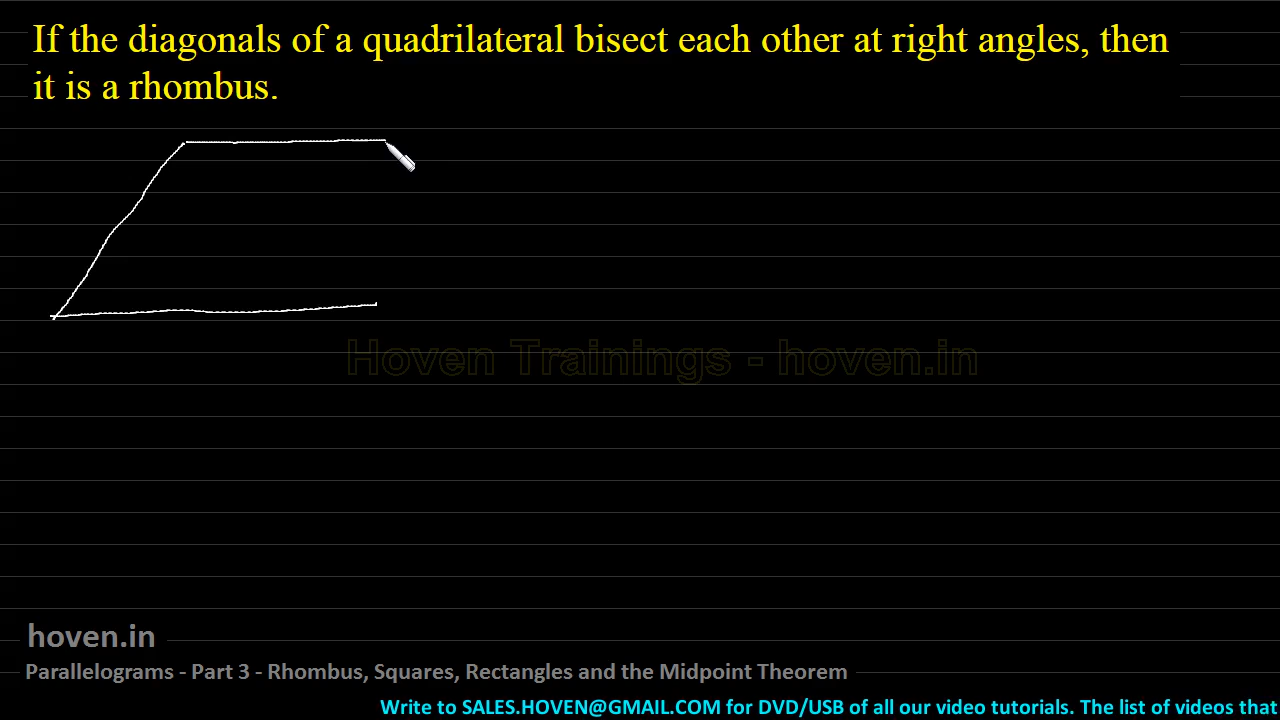 If the diagonals of a quadrilateral bisect each other at right angles, then
it is a rhombus.
Hoven Trainings - hoven.in
hoven.in
Parallelograms - Part 3 - Rhombus, Squares, Rectangles and the Midpoint Theorem
Write to SALES.HOVEN@GMAIL.COM for DVD/USB of all our video tutorials. The list of videos that